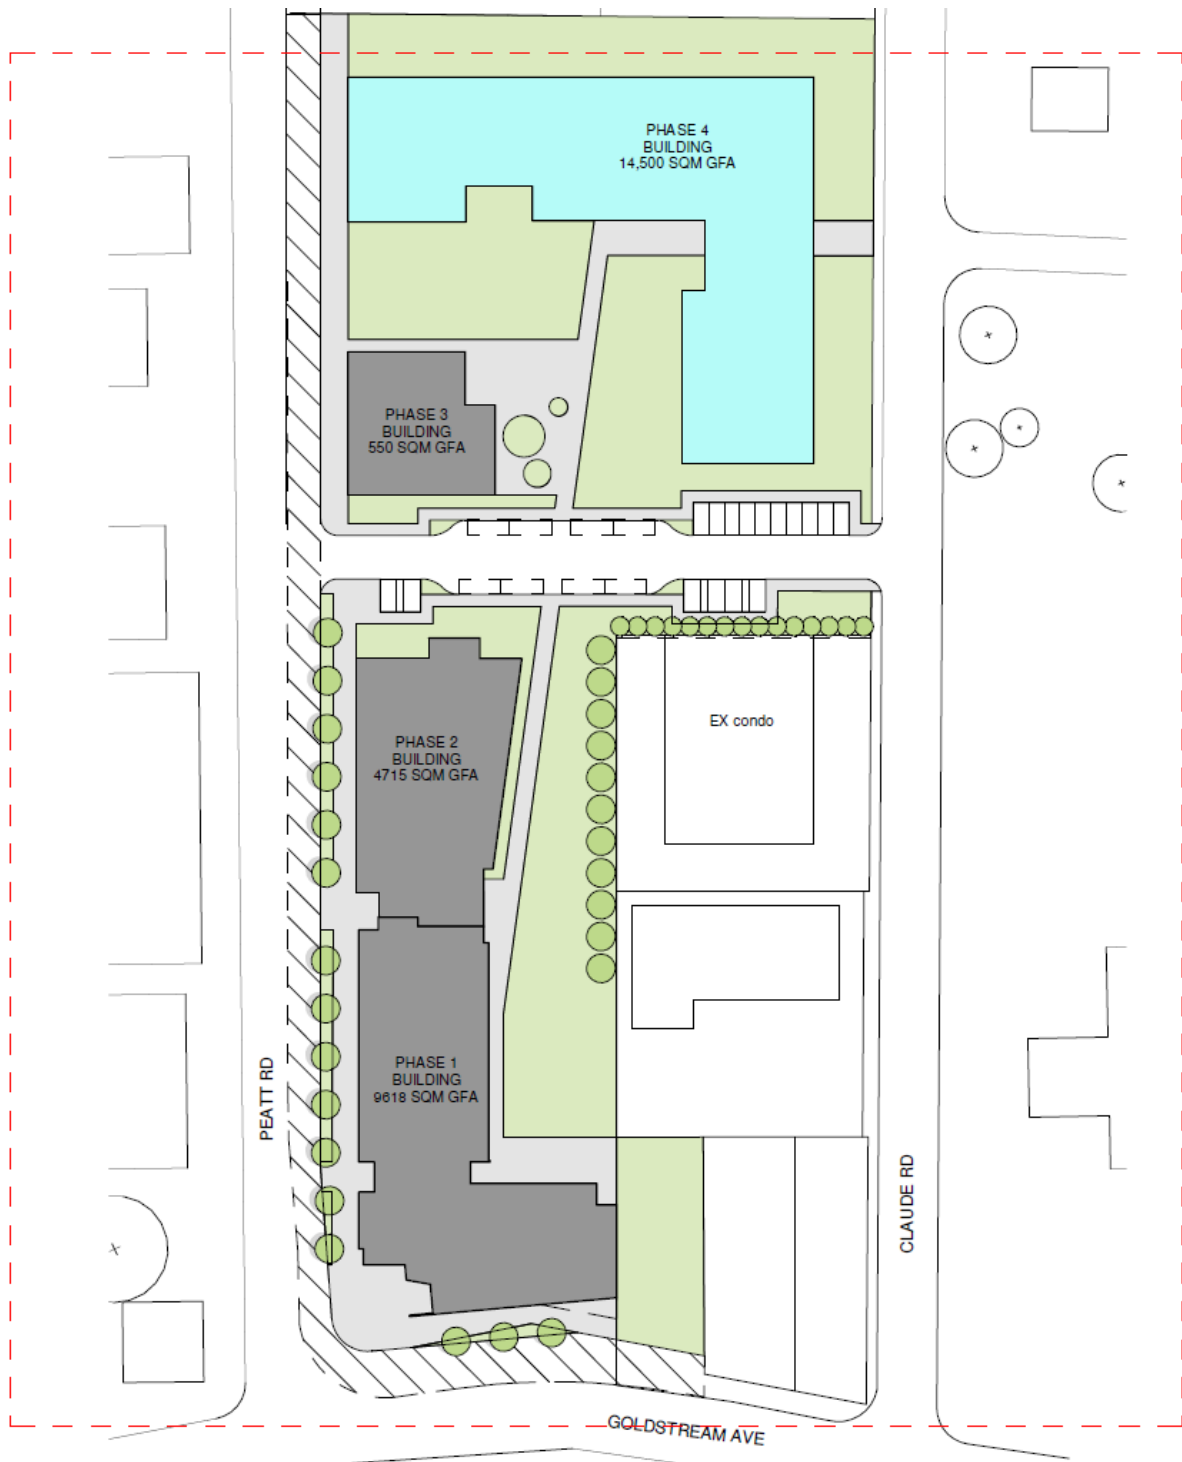 PHASE 4
BUILDING
14,500 SQM GFA
PHASE 3
BUILDING
550 SQM GFA
EX condo
PHASE 2
BUILDING
4715 SQM GFA
PHASE 1
BUILDING
9618 SQM GFA
PEATT RD
CLAUDE RD
GOLDSTREAM AVE